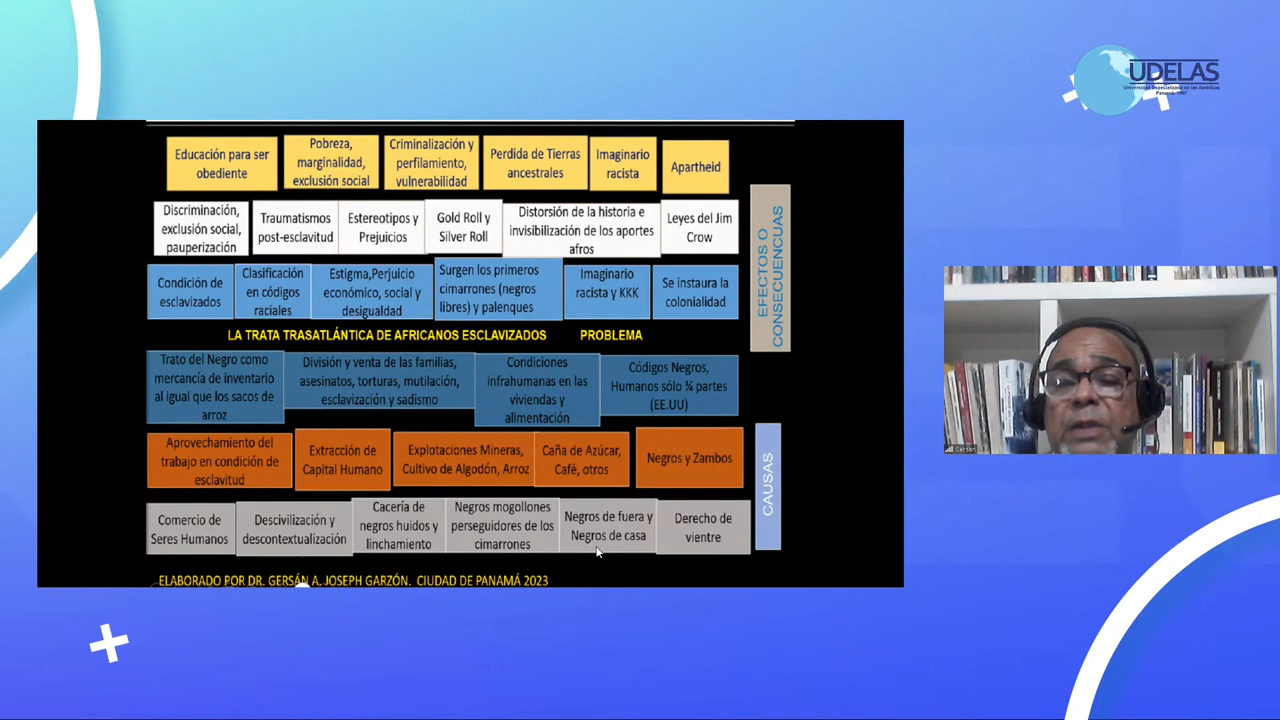 UDELAS
Universidad Especializada de las Américas
Educación para ser
obediente
Pobreza,
marginalidad,
exclusión social
Criminalización y
perfilamiento,
vulnerabilidad
Perdida de Tierras
ancestrales
Imaginario
racista
Apartheid
Discriminación,
exclusión social,
pauperización
Traumatismos
post-esclavitud
Estereotipos y
Prejuicios
Gold Roll y
Silver Roll
Distorsión de la historia e
invisibilización de los aportes
afros
Leyes del Jim
Crow
Condición de
esclavizados
Clasificación
en códigos
raciales
Estigma,Perjuicio
económico, social y
desigualdad
Surgen los primeros
cimarrones (negros
libres) y palenques
Imaginario
racista y KKK
Se instaura la
colonialidad
EFECTOS O
CONSECUENCUAS
LA TRATA TRASATLÁNTICA DE AFRICANOS ESCLAVIZADOS PROBLEMA
Trato del Negro como
mercancía de inventario
al igual que los sacos de
arroz
División y venta de las familias,
asesinatos, torturas, mutilación,
esclavización y sadismo
Condiciones
infrahumanas en las
viviendas y
alimentación
Códigos Negros,
Humanos sólo ¾ partes
(EE.UU)
Aprovechamiento del
trabajo en condición de
esclavitud
Extracción de
Capital Humano
Explotaciones Mineras,
Cultivo de Algodón, Arroz
Caña de Azúcar,
Café, otros
Negros y Zambos
CAUSAS
Comercio de
Seres Humanos
Descivilización y
descontextualización
Cacería de
negros huidos y
linchamiento
Negros mogollones
perseguidores de los
cimarrones
Negros de fuera y
Negros de casa
Derecho de
vientre
ELABORADO POR DR. GERSÁN A. JOSEPH GARZÓN. CIUDAD DE PANAMÁ 2023
Gersán